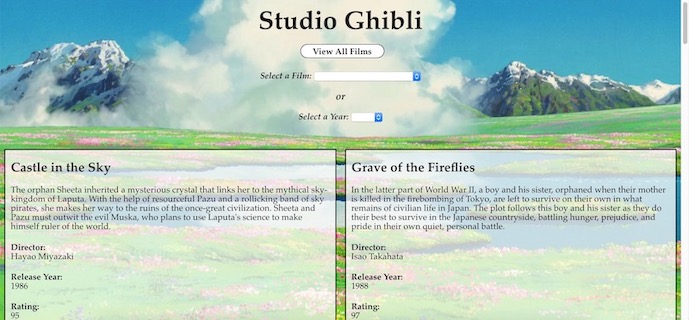 Studio Ghibli
View All Films
Select a Film:
or
Select a Year:
Castle in the Sky
The orphan Sheeta inherited a mysterious crystal that links her to the mythical sky-
kingdom of Laputa. With the help of resourceful Pazu and a rollicking band of sky
pirates, she makes her way to the ruins of the once-great civilization. Sheeta and
Pazu must outwit the evil Muska, who plans to use Laputa's science to make
himself ruler of the world.
Director:
Hayao Miyazaki
Release Year:
1986
Rating:
95
Grave of the Fireflies
In the latter part of World War II, a boy and his sister, orphaned when their mother
is killed in the firebombing of Tokyo, are left to survive on their own in what
remains of civilian life in Japan. The plot follows this boy and his sister as they do
their best to survive in the Japanese countryside, battling hunger, prejudice, and
pride in their own quiet, personal battle.
Director:
Isao Takahata
Release Year:
1988
Rating:
97